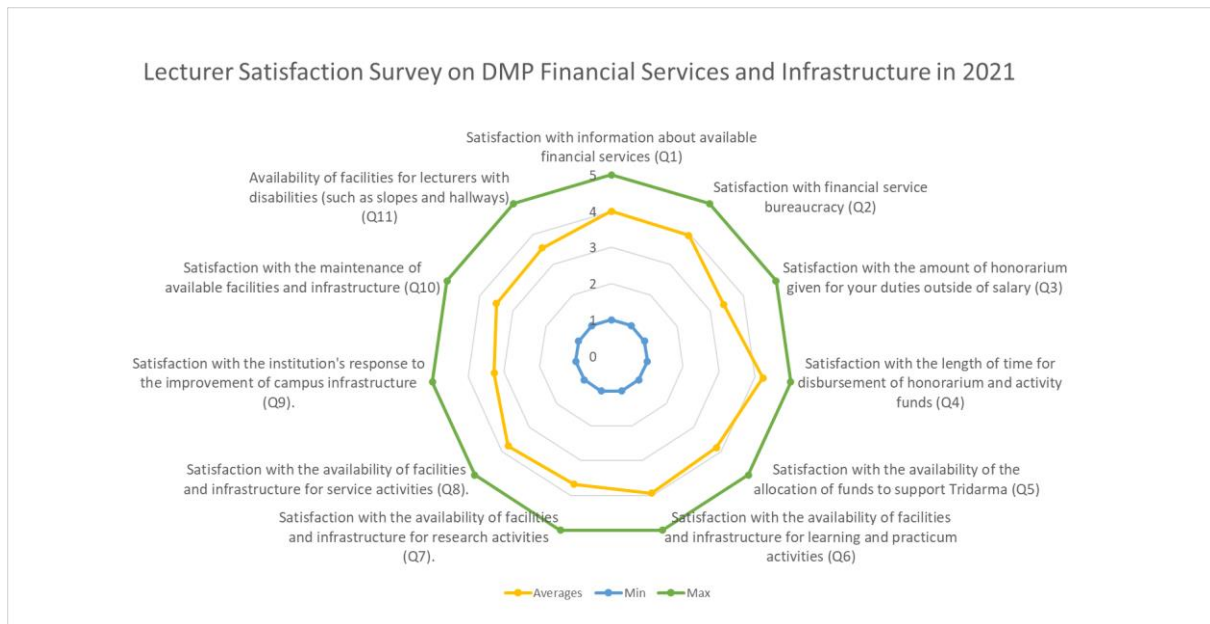 Lecturer Satisfaction Survey on DMP Financial Services and Infrastructure in 2021
Satisfaction with information about available
financial services (Q1)
Satisfaction with financial service
bureaucracy (Q2)
Satisfaction with the amount of honorarium
given for your duties outside of salary (Q3)
Satisfaction with the length of time for
disbursement of honorarium and activity
funds (Q4)
Satisfaction with the availability of the
allocation of funds to support Tridarma (Q5)
Satisfaction with the availability of facilities
and infrastructure for learning and practicum
activities (Q6)
Satisfaction with the availability of facilities
and infrastructure for research activities
(Q7).
Satisfaction with the availability of facilities
and infrastructure for service activities (Q8).
Satisfaction with the institution's response to
the improvement of campus infrastructure
(Q9).
Satisfaction with the maintenance of
available facilities and infrastructure (Q10)
Availability of facilities for lecturers with
disabilities (such as slopes and hallways)
(Q11)
5
4
3
2
1
0
Averages Min Max